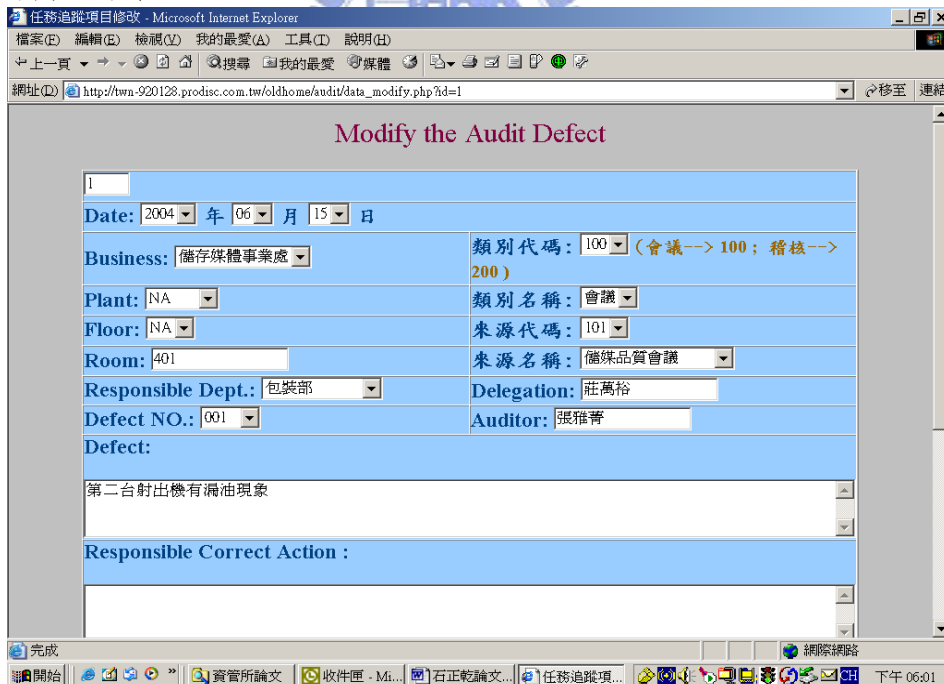 任務追蹤項目修改 - Microsoft Internet Explorer
檔案(F) 編輯(E) 檢視(V) 我的最愛(A) 工具(T) 說明(H)
上一頁 搜尋 我的最愛 媒體
網址(D) http://twn-920128.prodisc.com.tw/oldhome/audit/data_modify.php?id=1 移至 連結
Modify the Audit Defect
1
Date: 2004 年 06 月 15 日
Business: 儲存媒體事業處 類別代碼: 100 (會議--> 100 ; 稽核-->
200 )
Plant: NA 類別名稱: 會議
Floor: NA 來源代碼: 101
Room: 401 來源名稱: 儲媒品質會議
Responsible Dept.: 包裝部 Delegation: 莊萬裕
Defect NO.: 001 Auditor: 張雅菁
Defect:
第二台射出機有漏油現象
Responsible Correct Action :
完成 網際網路
開始 » 資管所論文 收件匣 - Mi... 石正乾論文... 任務追蹤項... CH 下午 06:01